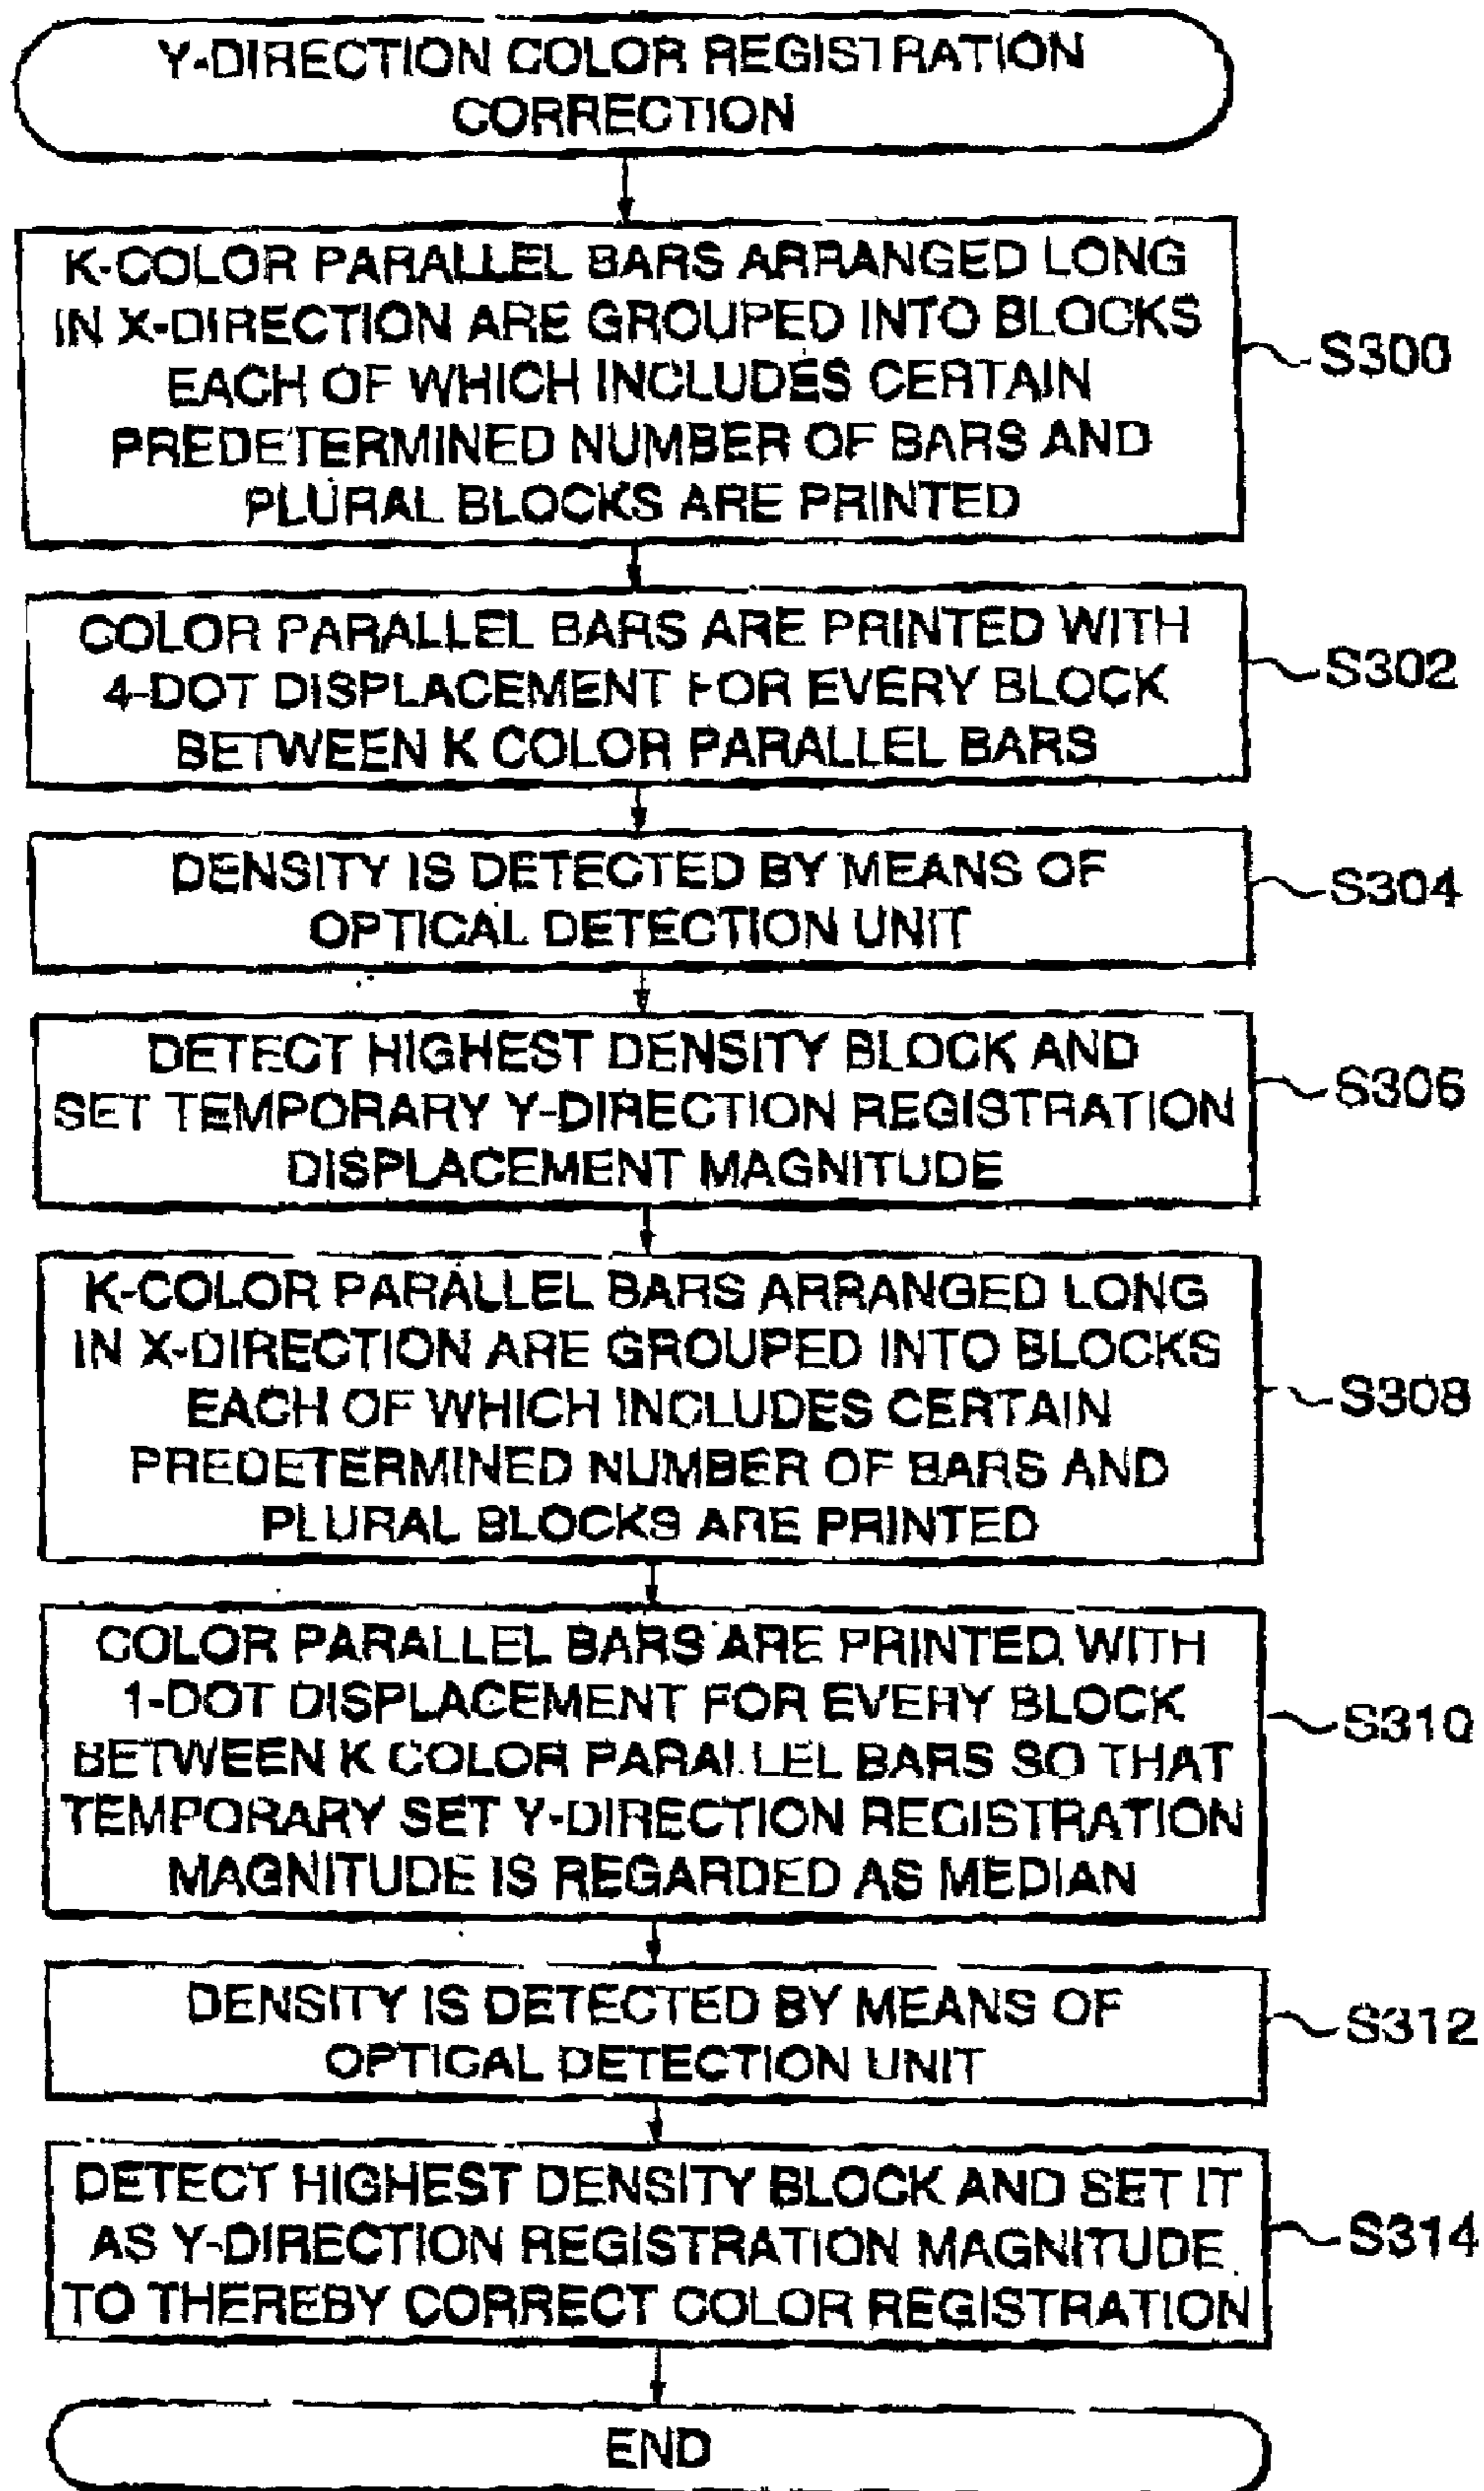 Y-DIRECTION COLOR REGISTRATION
CORRECTION
K-COLOR PARALLEL BARS ARRANGED LONG
IN X-DIRECTION ARE GROUPED INTO BLOCKS
EACH OF WHICH INCLUDES CERTAIN
PREDETERMINED NUMBER OF BARS AND
PLURAL BLOCKS ARE PRINTED
S300
COLOR PARALLEL BARS ARE PRINTED WITH
4-DOT DISPLACEMENT FOR EVERY BLOCK
BETWEEN K COLOR PARALLEL BARS
S302
DENSITY IS DETECTED BY MEANS OF
OPTICAL DETECTION UNIT
S304
DETECT HIGHEST DENSITY BLOCK AND
SET TEMPORARY Y-DIRECTION REGISTRATION
DISPLACEMENT MAGNITUDE
S306
K-COLOR PARALLEL BARS ARRANGED LONG
IN X-DIRECTION ARE GROUPED INTO BLOCKS
EACH OF WHICH INCLUDES CERTAIN
PREDETERMINED NUMBER OF BARS AND
PLURAL BLOCKS ARE PRINTED
S308
COLOR PARALLEL BARS ARE PRINTED WITH
1-DOT DISPLACEMENT FOR EVERY BLOCK
BETWEEN K COLOR PARALLEL BARS SO THAT
TEMPORARY SET Y-DIRECTION REGISTRATION
MAGNITUDE IS REGARDED AS MEDIAN
S310
DENSITY IS DETECTED BY MEANS OF
OPTICAL DETECTION UNIT
S312
DETECT HIGHEST DENSITY BLOCK AND SET IT
AS Y-DIRECTION REGISTRATION MAGNITUDE
TO THEREBY CORRECT COLOR REGISTRATION
S314
END